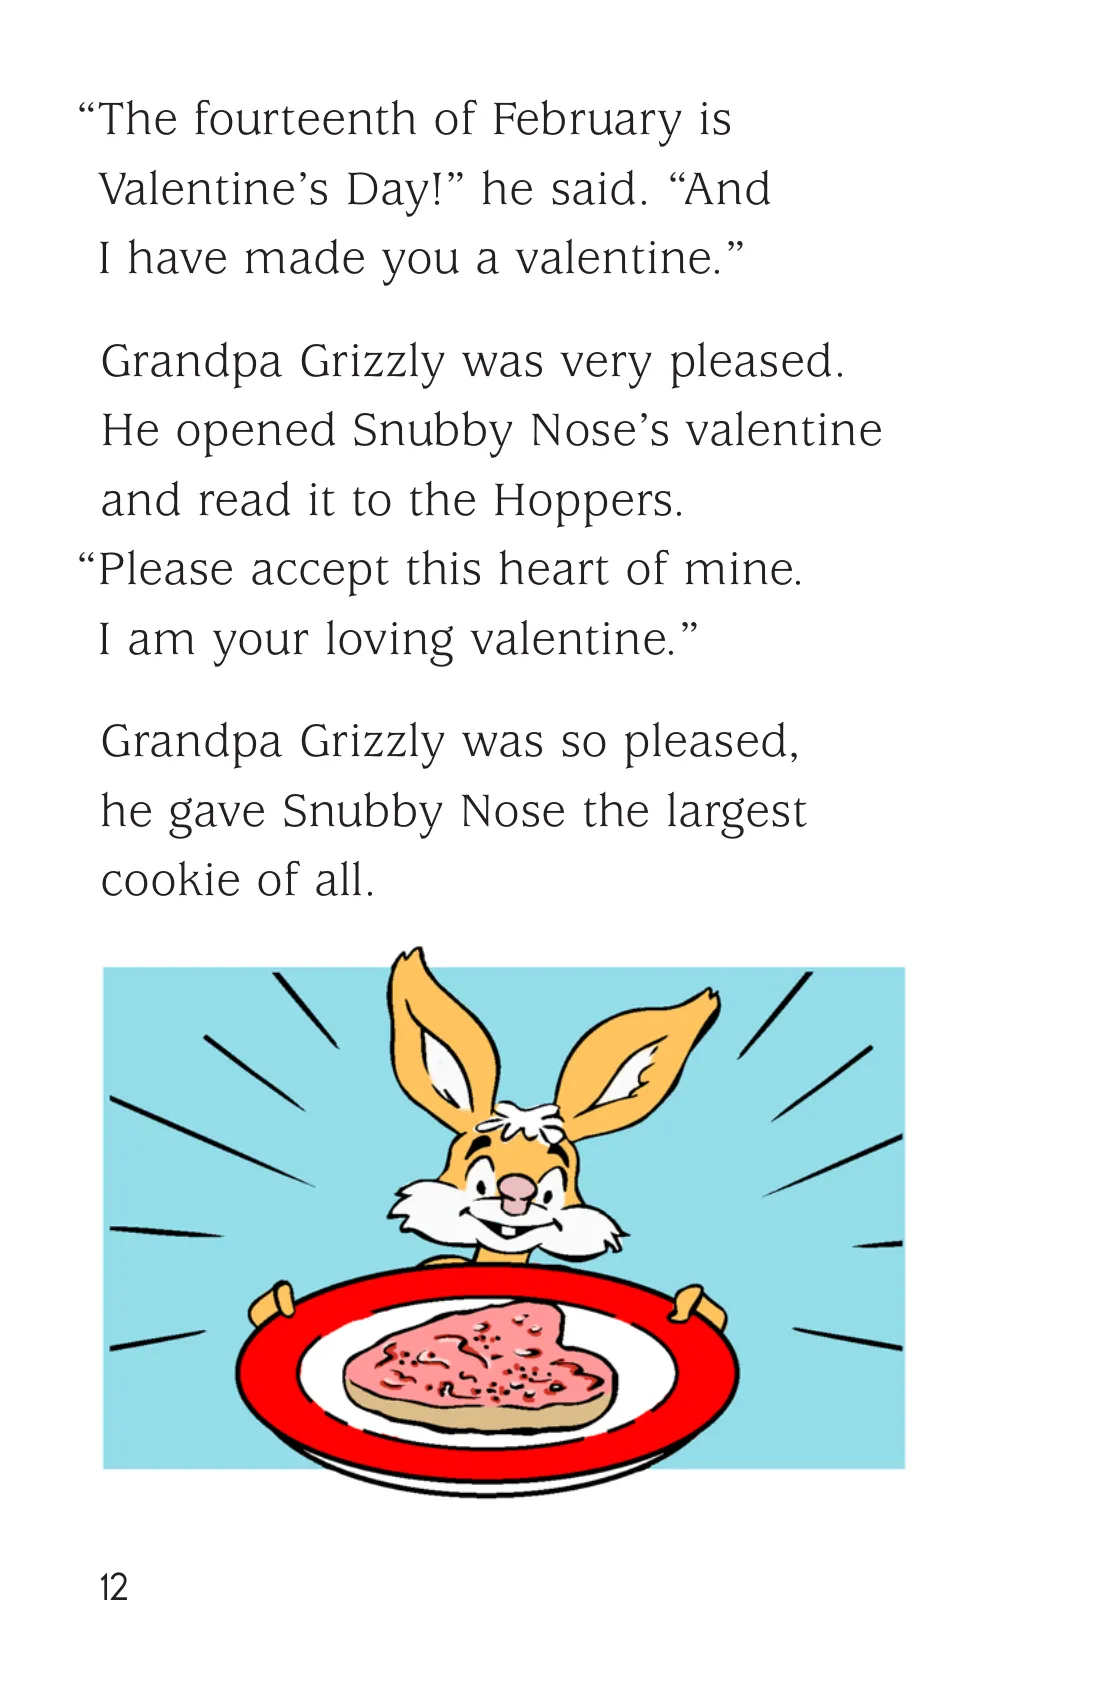 “The fourteenth of February is
Valentine’s Day!” he said. “And
I have made you a valentine.”
Grandpa Grizzly was very pleased.
He opened Snubby Nose’s valentine
and read it to the Hoppers.
“Please accept this heart of mine.
I am your loving valentine.”
Grandpa Grizzly was so pleased,
he gave Snubby Nose the largest
cookie of all.
12